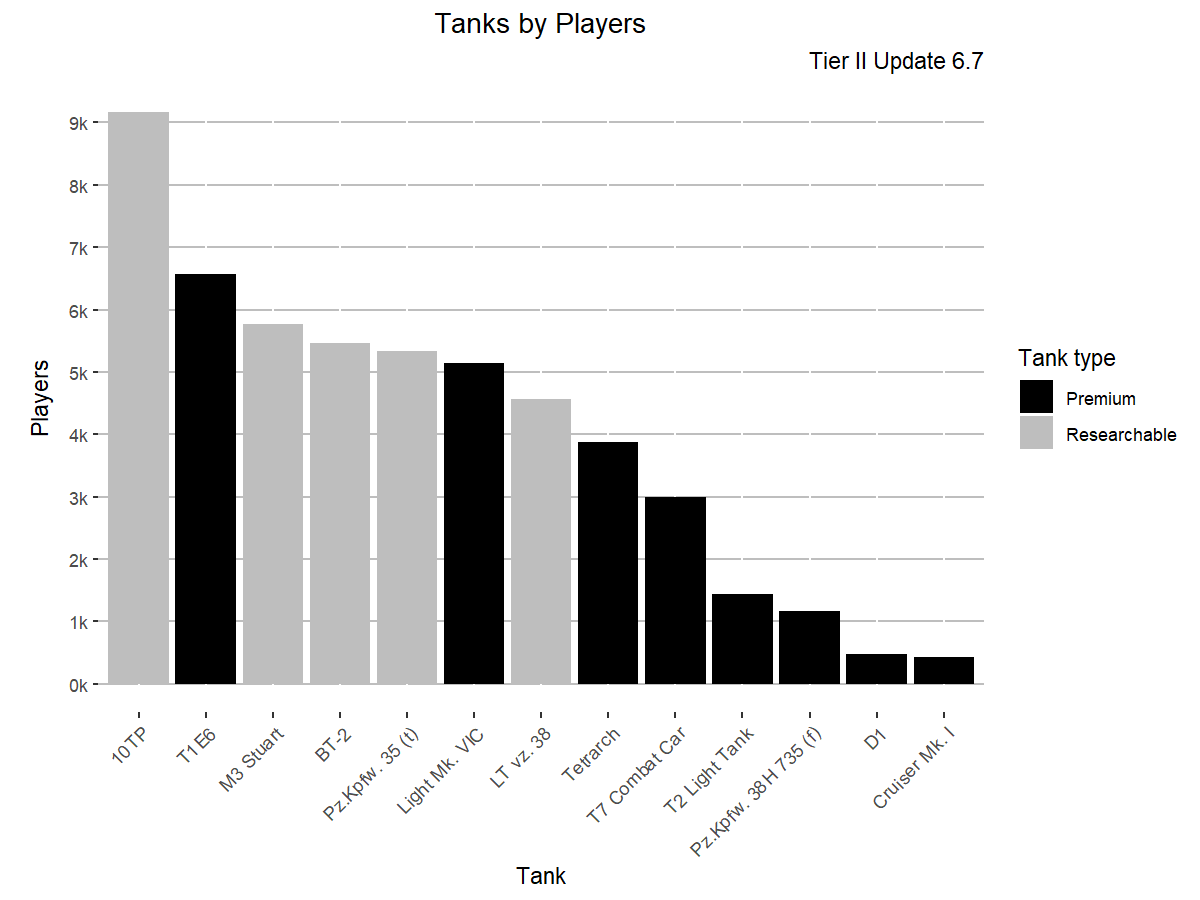 Tanks by Players
Tier II Update 6.7
Players
9k
8k
7k
6k
5k
4k
3k
2k
1k
0k
10TP
T1E6
M3 Stuart
BT-2
Pz.Kpfw. 35 (t)
Light Mk. VIC
LT vz. 38
Tetrarch
T7 Combat Car
T2 Light Tank
Pz.Kpfw. 38H 735 (f)
D1
Cruiser Mk. I
Tank
Tank type
Premium
Researchable